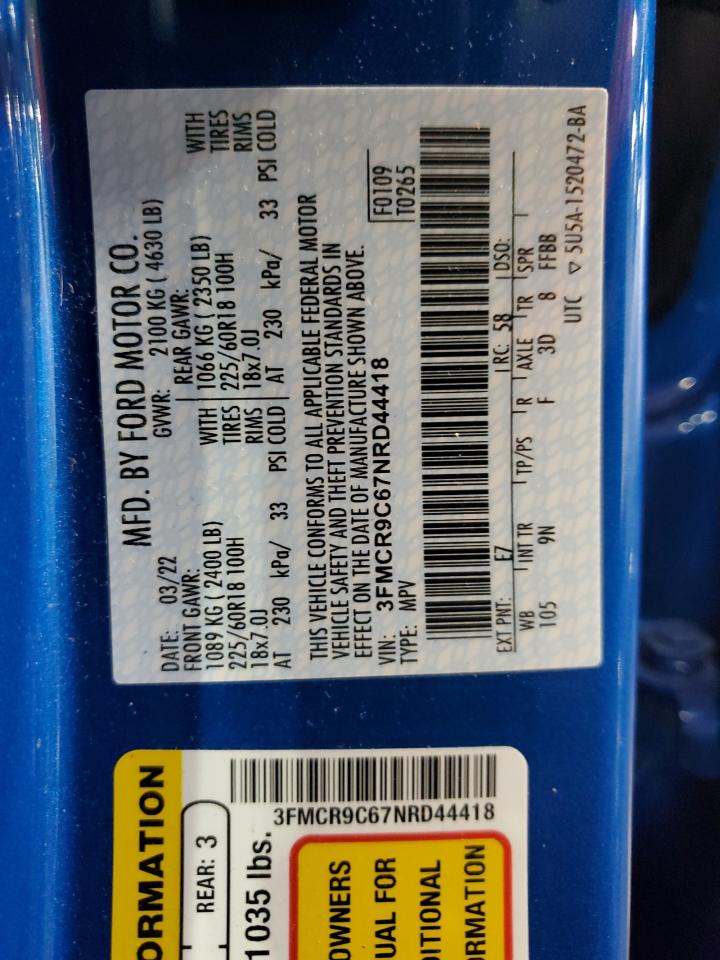 MFD. BY FORD MOTOR CO.
DATE: 03/22 GVWR: 2100 KG ( 4630 LB)
FRONT GAWR: REAR GAWR:
1089 KG ( 2400 LB) WITH 1066 KG ( 2350 LB) WITH
225/60R18 100H TIRES 225/60R18 100H TIRES
18x7.0J RIMS 18x7.0J RIMS
AT 230 kPa/ 33 PSI COLD AT 230 kPa/ 33 PSI COLD
THIS VEHICLE CONFORMS TO ALL APPLICABLE FEDERAL MOTOR
VEHICLE SAFETY AND THEFT PREVENTION STANDARDS IN
EFFECT ON THE DATE OF MANUFACTURE SHOWN ABOVE.
VIN: 3FMCR9C67NRD44418 F0109
TYPE: MPV T0265
EXT PNT: E7 RC: 58 DSO:
WB INT TR TP/PS R AXLE TR SPR
105 9N F 3D 8 FFBB
UTC ▽ 5U5A-1520472-BA
ORMATION
REAR: 3
1035 lbs.
3FMCR9C67NRD44418
OWNERS
UAL FOR
DITIONAL
RMATION